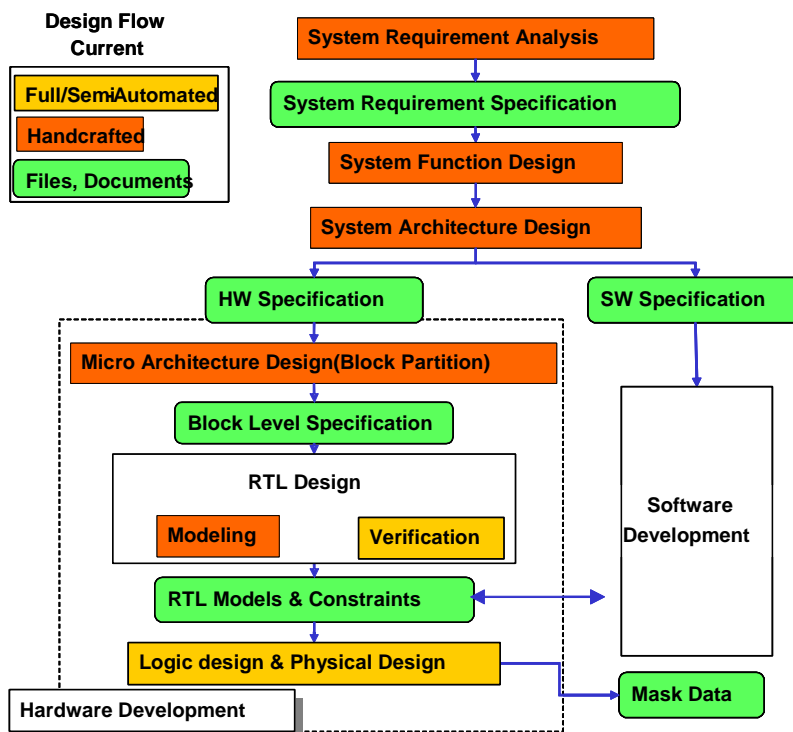 Design Flow
Current
Full/SemiAutomated
Handcrafted
Files, Documents
System Requirement Analysis
System Requirement Specification
System Function Design
System Architecture Design
HW Specification
SW Specification
Micro Architecture Design(Block Partition)
Block Level Specification
RTL Design
Modeling
Verification
Software
Development
RTL Models & Constraints
Logic design & Physical Design
Mask Data
Hardware Development